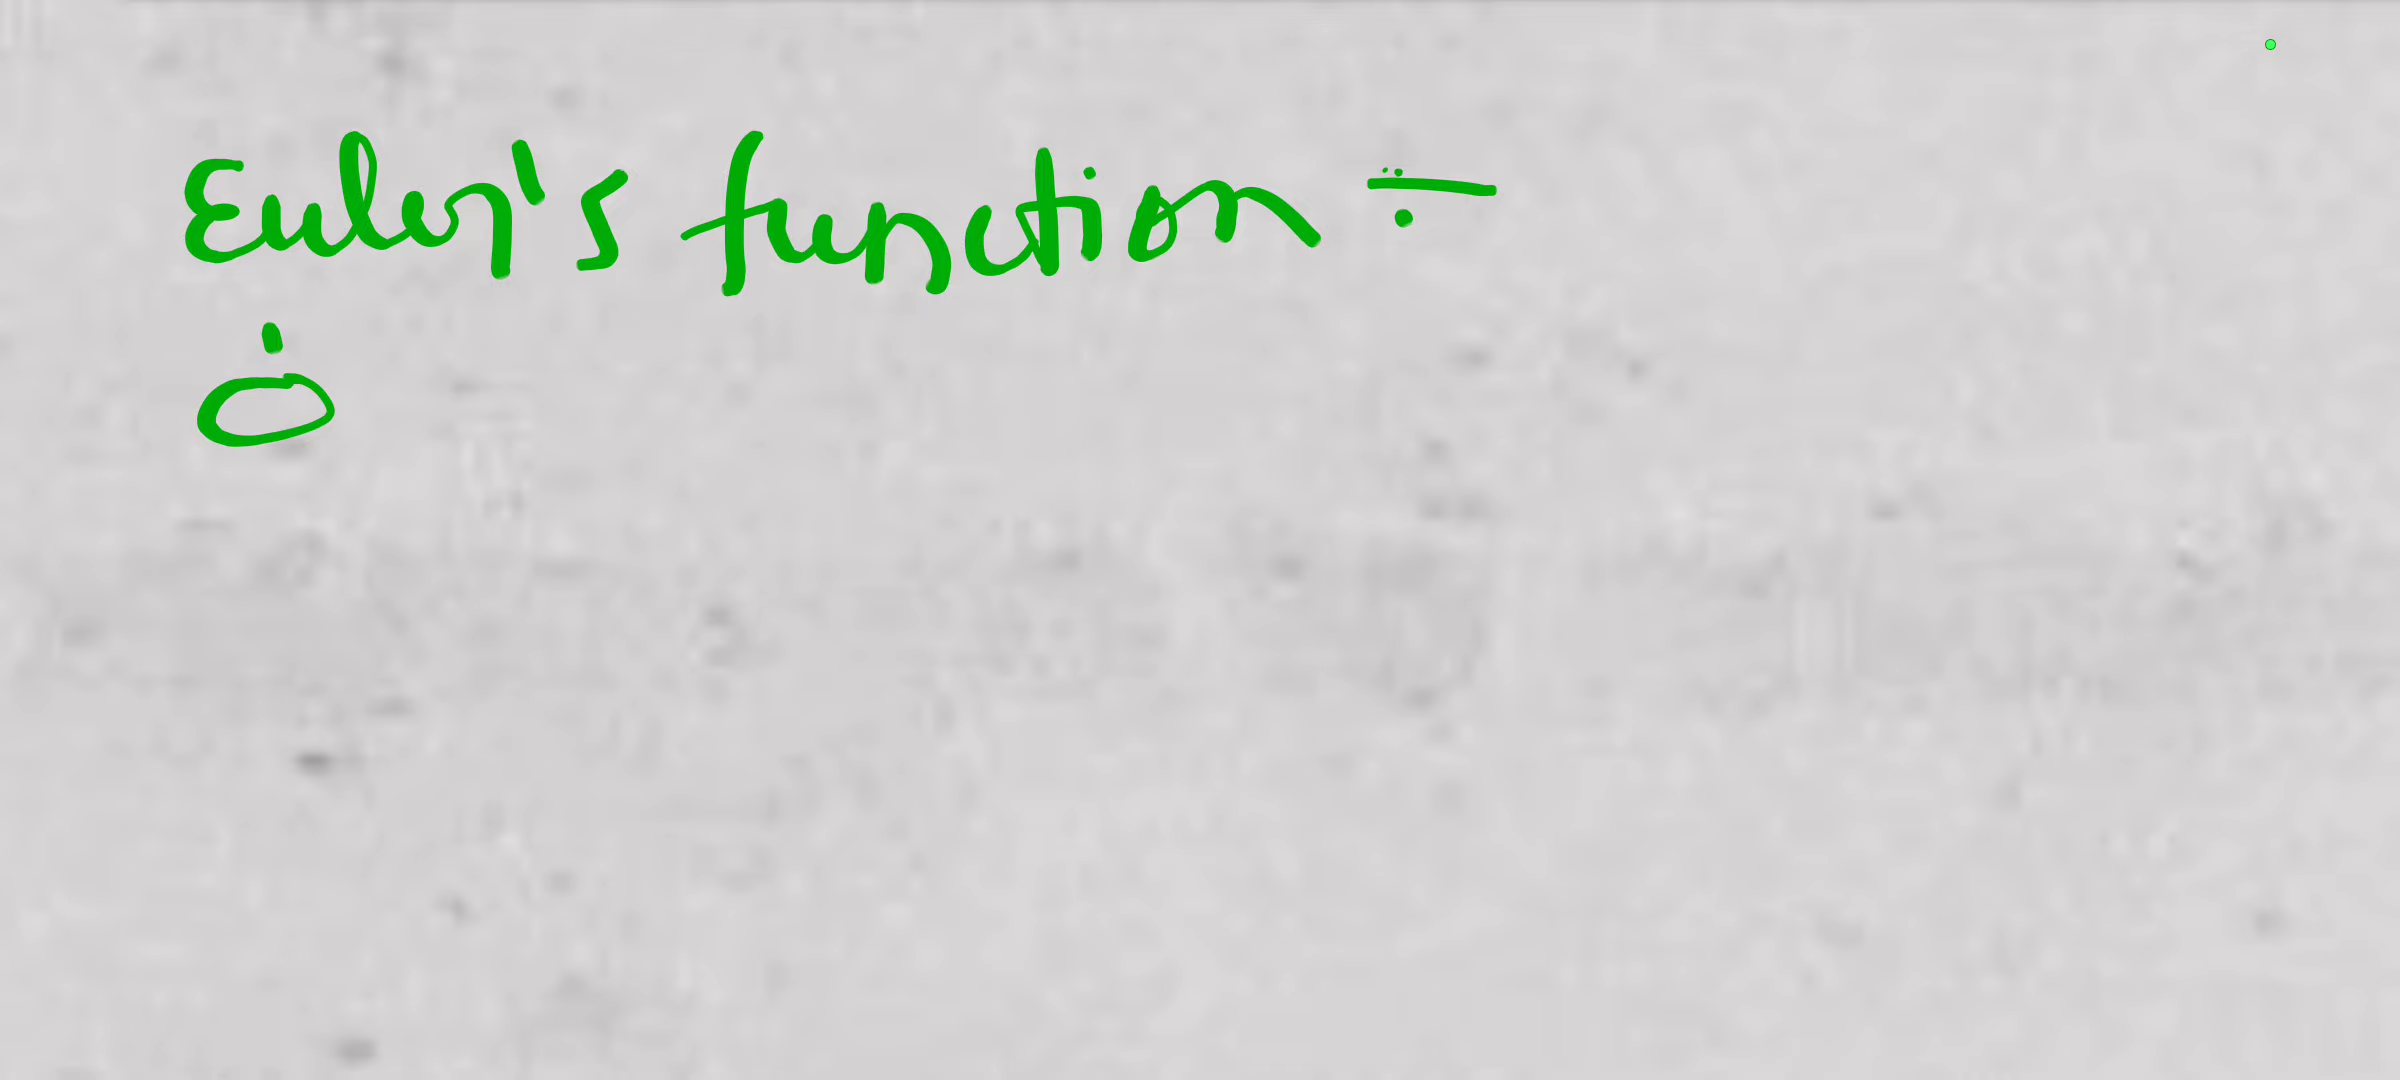 Euler's function :-